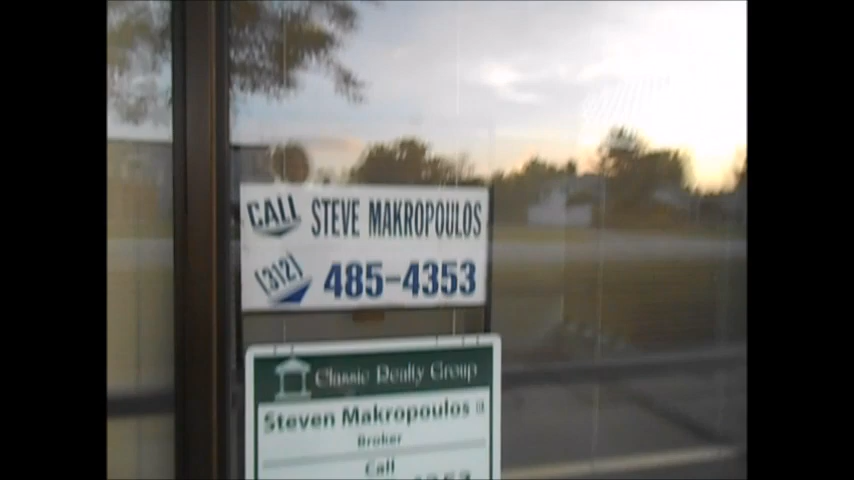 CALL STEVE MAKROPOULOS
(312) 485-4353
Classic Realty Group
Steven Makropoulos
Broker
Call